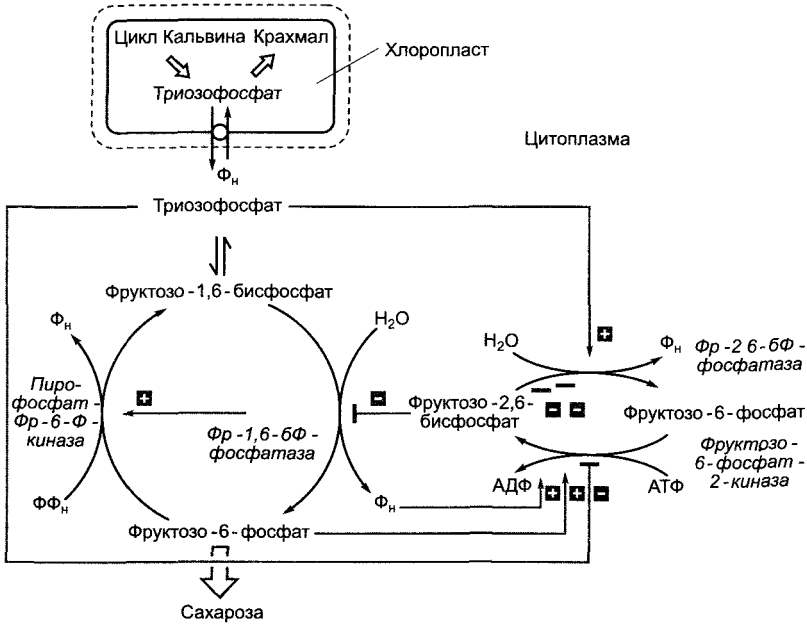 Цикл Кальвина Крахмал
Хлоропласт
Триозофосфат
Цитоплазма
Фн
Триозофосфат
Фруктозо-1,6-бисфосфат
Фн
H₂O
H₂O
+
Фн
Фр-2 6-бФ-
фосфатаза
Пиро-
фосфат-
Фр-6-Ф-
киназа
+
-
Фр-1,6-бФ-
фосфатаза
Фруктозо-2,6-
бисфосфат
- -
Фруктозо-6-фосфат
Фруктозо-
6-фосфат-
2-киназа
ФФн
Фн
АДФ
+ + -
АТФ
Фруктозо-6-фосфат
Сахароза